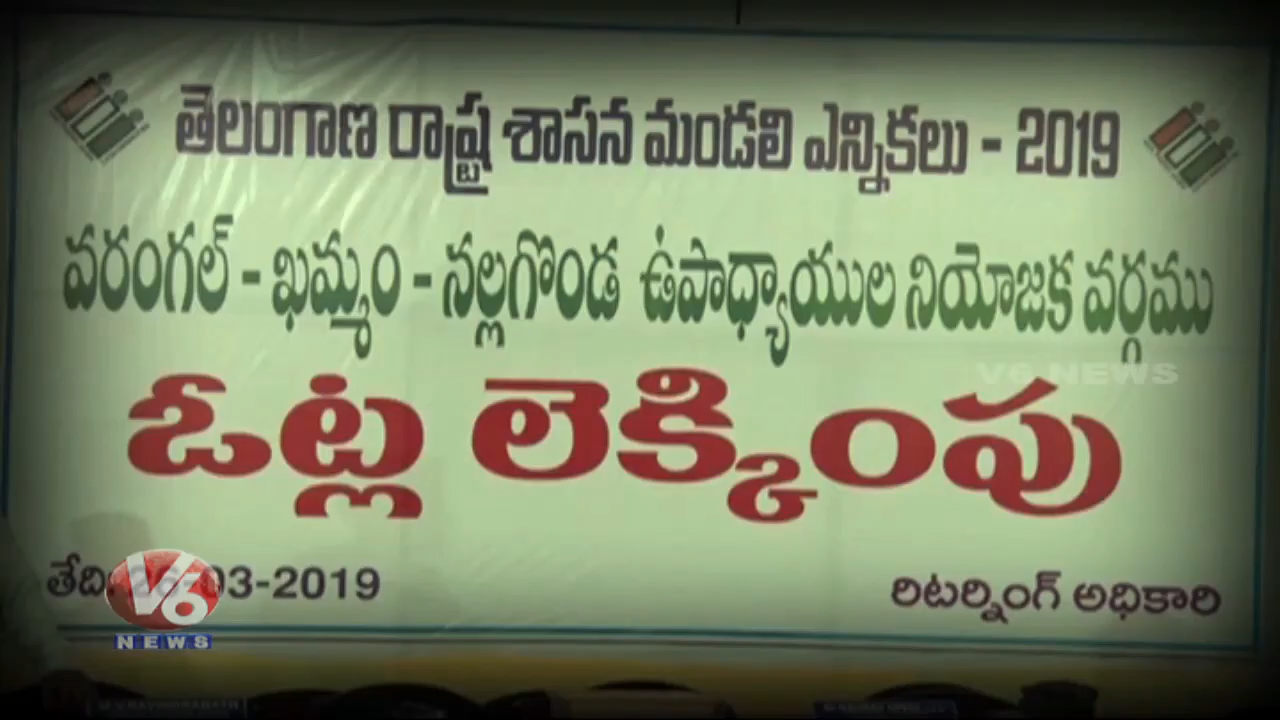 తెలంగాణ రాష్ట్ర శాసన మండలి ఎన్నికలు - 2019
వరంగల్ - ఖమ్మం - నల్లగొండ ఉపాధ్యాయుల నియోజక వర్గము
V6 NEWS
ఓట్ల లెక్కింపు
తేది: 26-03-2019
రిటర్నింగ్ అధికారి
V6
NEWS